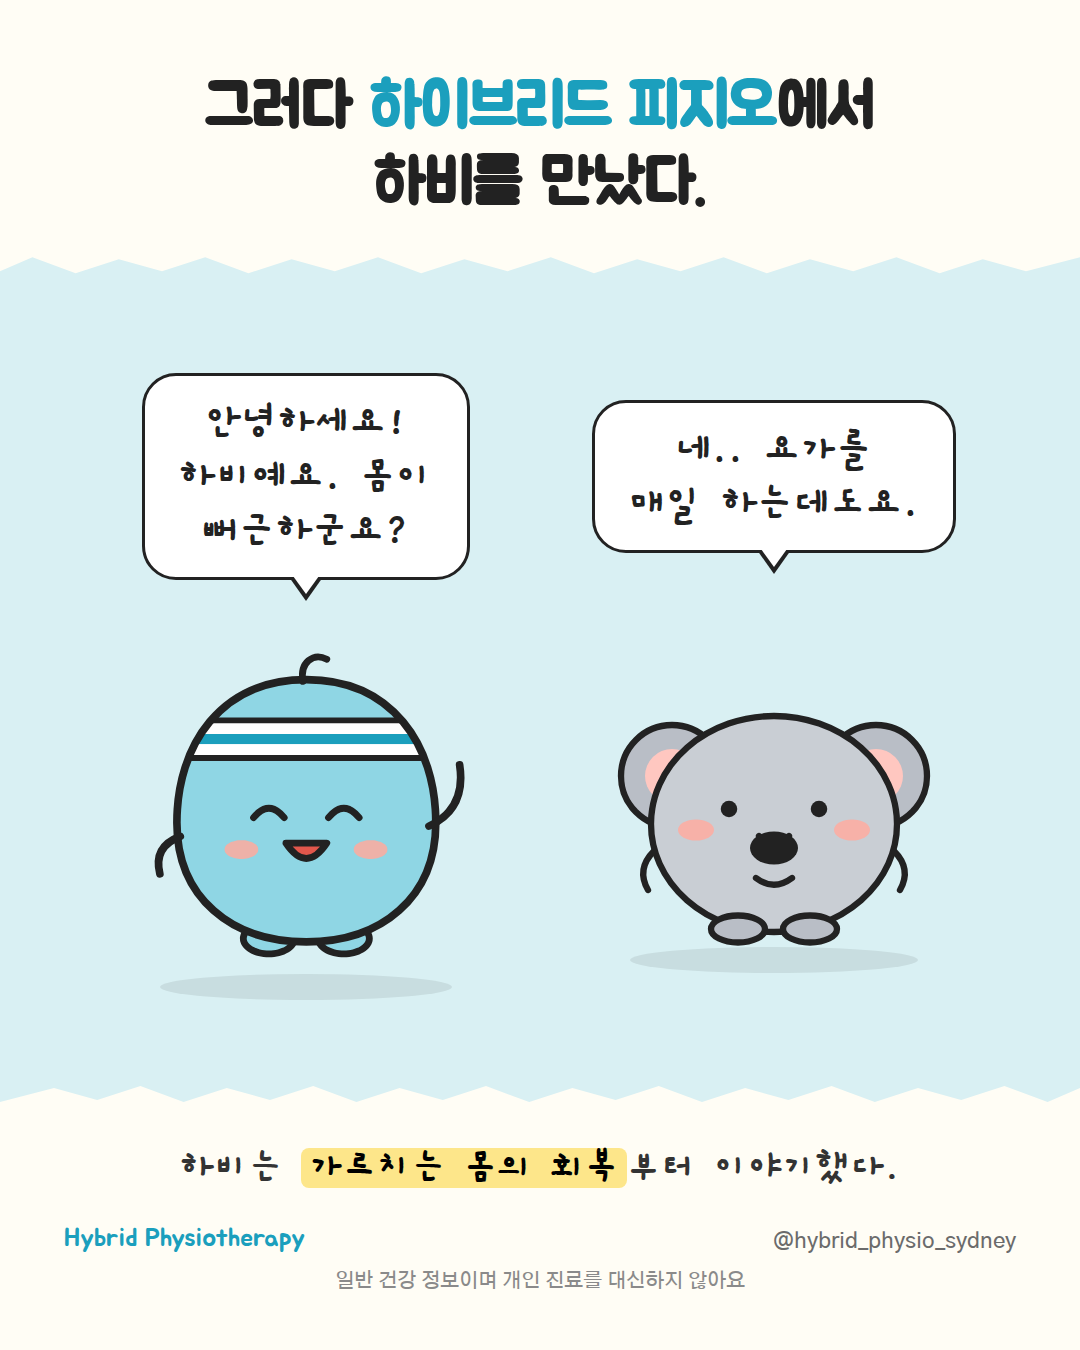 그러다 하이브리드 피지오에서
하비를 만났다.
안녕하세요!
하비예요. 몸이
뻐근하군요?
네.. 요가를
매일 하는데도요.
하비는 가르치는 몸의 회복부터 이야기했다.
Hybrid Physiotherapy
@hybrid_physio_sydney
일반 건강 정보이며 개인 진료를 대신하지 않아요